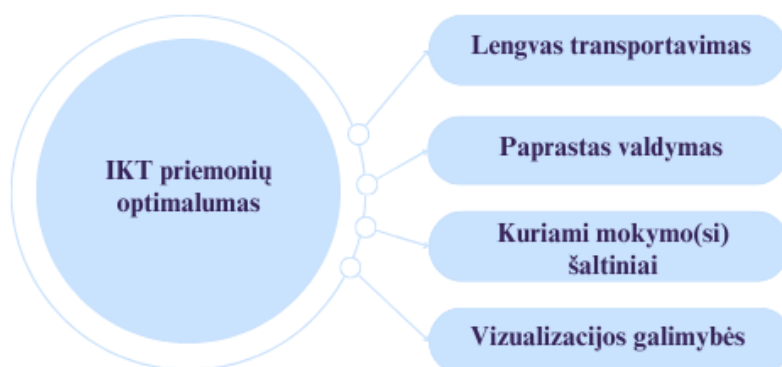 IKT priemonių
optimalumas
Lengvas transportavimas
Paprastas valdymas
Kuriami mokymo(si)
šaltiniai
Vizualizacijos galimybės